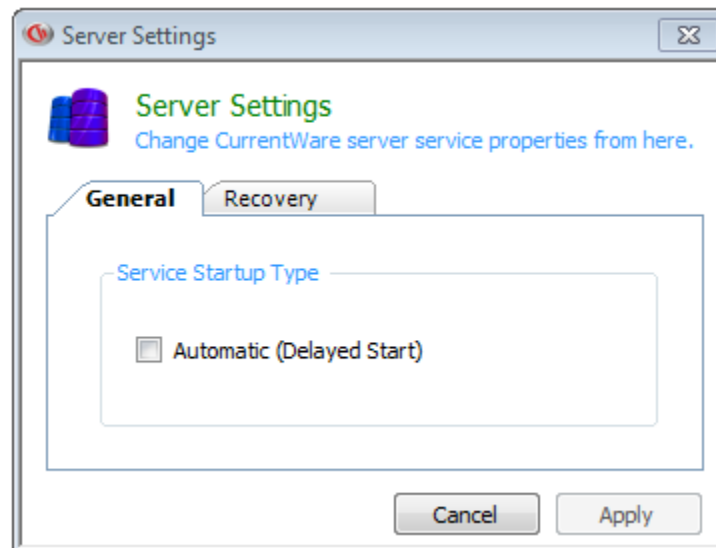 Server Settings
Server Settings
Change CurrentWare server service properties from here.
General Recovery
Service Startup Type
Automatic (Delayed Start)
Cancel Apply